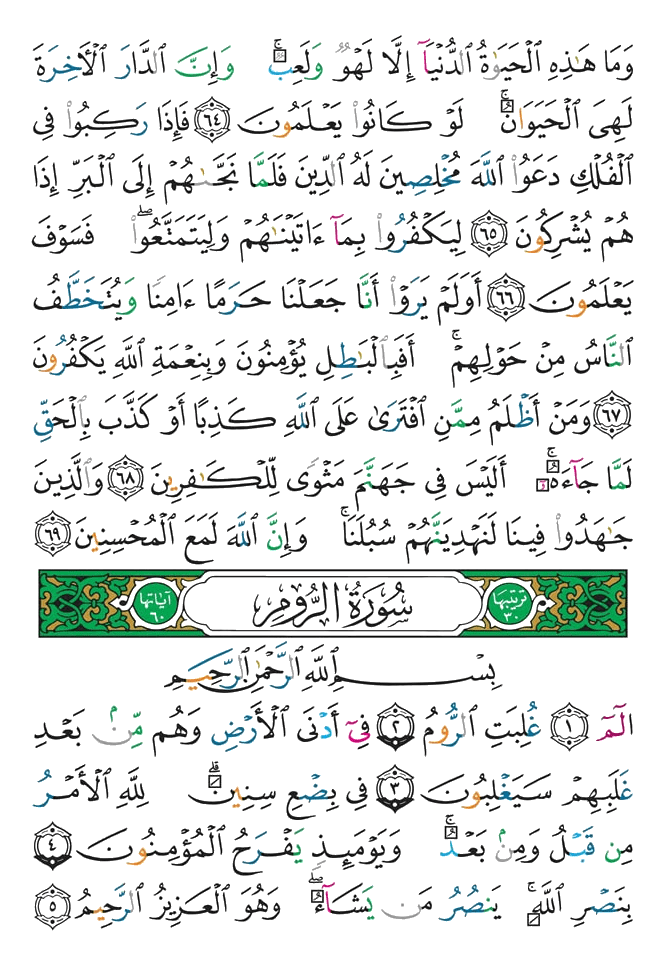 وَمَا هَـٰذِهِ ٱلْحَيَوٰةُ ٱلدُّنْيَآ إِلَّا لَهْوٌ وَلَعِبٌ ۚ وَإِنَّ ٱلدَّارَ ٱلْـَٔاخِرَةَ
لَهِىَ ٱلْحَيَوَانُ ۚ لَوْ كَانُوا۟ يَعْلَمُونَ ٦٤ فَإِذَا رَكِبُوا۟ فِى
ٱلْفُلْكِ دَعَوُا۟ ٱللَّهَ مُخْلِصِينَ لَهُ ٱلدِّينَ فَلَمَّا نَجَّىٰهُمْ إِلَى ٱلْبَرِّ إِذَا
هُمْ يُشْرِكُونَ ٦٥ لِيَكْفُرُوا۟ بِمَآ ءَاتَيْنَـٰهُمْ وَلِيَتَمَتَّعُوا۟ ۖ فَسَوْفَ
يَعْلَمُونَ ٦٦ أَوَلَمْ يَرَوْا۟ أَنَّا جَعَلْنَا حَرَمًا ءَامِنًا وَيُتَخَطَّفُ
ٱلنَّاسُ مِنْ حَوْلِهِمْ ۚ أَفَبِٱلْبَـٰطِلِ يُؤْمِنُونَ وَبِنِعْمَةِ ٱللَّهِ يَكْفُرُونَ
٦٧ وَمَنْ أَظْلَمُ مِمَّنِ ٱفْتَرَىٰ عَلَى ٱللَّهِ كَذِبًا أَوْ كَذَّبَ بِٱلْحَقِّ
لَمَّا جَآءَهُۥٓ ۚ أَلَيْسَ فِى جَهَنَّمَ مَثْوًى لِّلْكَـٰفِرِينَ ٦٨ وَٱلَّذِينَ
جَـٰهَدُوا۟ فِينَا لَنَهْدِيَنَّهُمْ سُبُلَنَا ۚ وَإِنَّ ٱللَّهَ لَمَعَ ٱلْمُحْسِنِينَ ٦٩
ترتيبها ٣٠ سُورَةُ الرُّومِ آياتها ٦٠
بِسْمِ ٱللَّهِ ٱلرَّحْمَـٰنِ ٱلرَّحِيمِ
الٓمٓ ١ غُلِبَتِ ٱلرُّومُ ٢ فِىٓ أَدْنَى ٱلْأَرْضِ وَهُم مِّنۢ بَعْدِ
غَلَبِهِمْ سَيَغْلِبُونَ ٣ فِى بِضْعِ سِنِينَ ۗ لِلَّهِ ٱلْأَمْرُ
مِن قَبْلُ وَمِنۢ بَعْدُ ۚ وَيَوْمَئِذٍ يَفْرَحُ ٱلْمُؤْمِنُونَ ٤
بِنَصْرِ ٱللَّهِ ۚ يَنصُرُ مَن يَشَآءُ ۖ وَهُوَ ٱلْعَزِيزُ ٱلرَّحِيمُ ٥